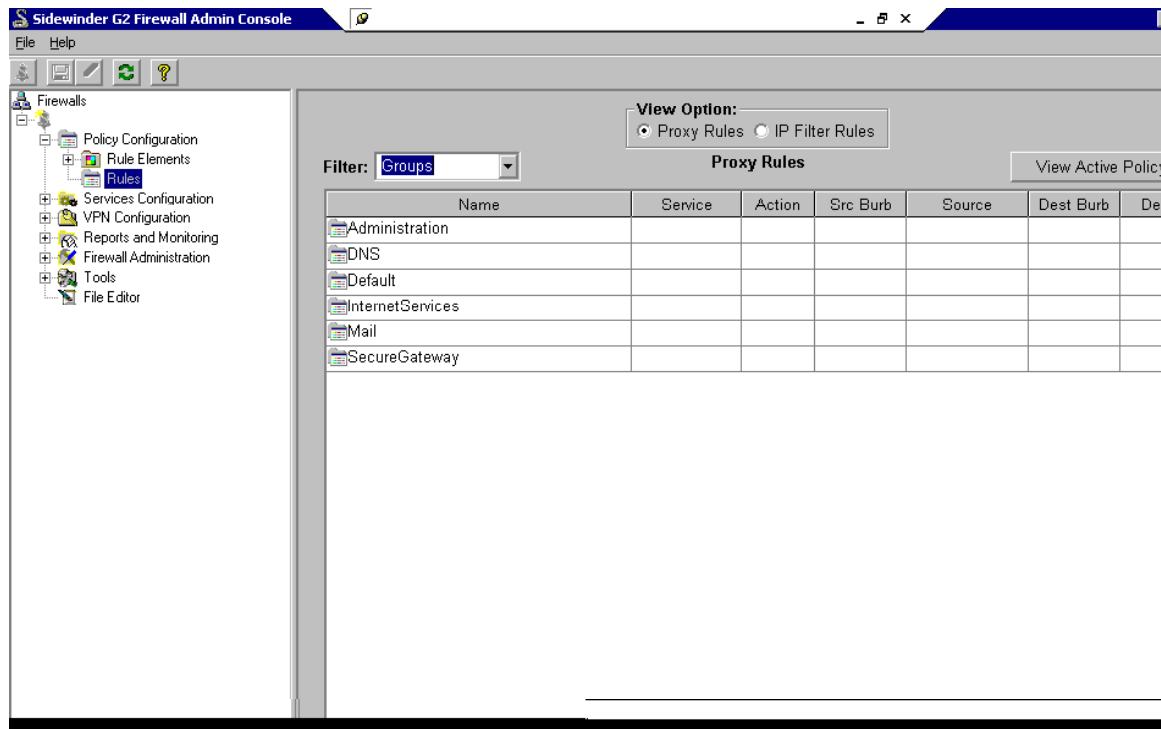 Sidewinder G2 Firewall Admin Console
File Help
Firewalls
Policy Configuration
Rule Elements
Rules
Services Configuration
VPN Configuration
Reports and Monitoring
Firewall Administration
Tools
File Editor
View Option:
Proxy Rules IP Filter Rules
Filter: Groups
Proxy Rules
View Active Policy
Name Service Action Src Burb Source Dest Burb De
Administration
DNS
Default
InternetServices
Mail
SecureGateway